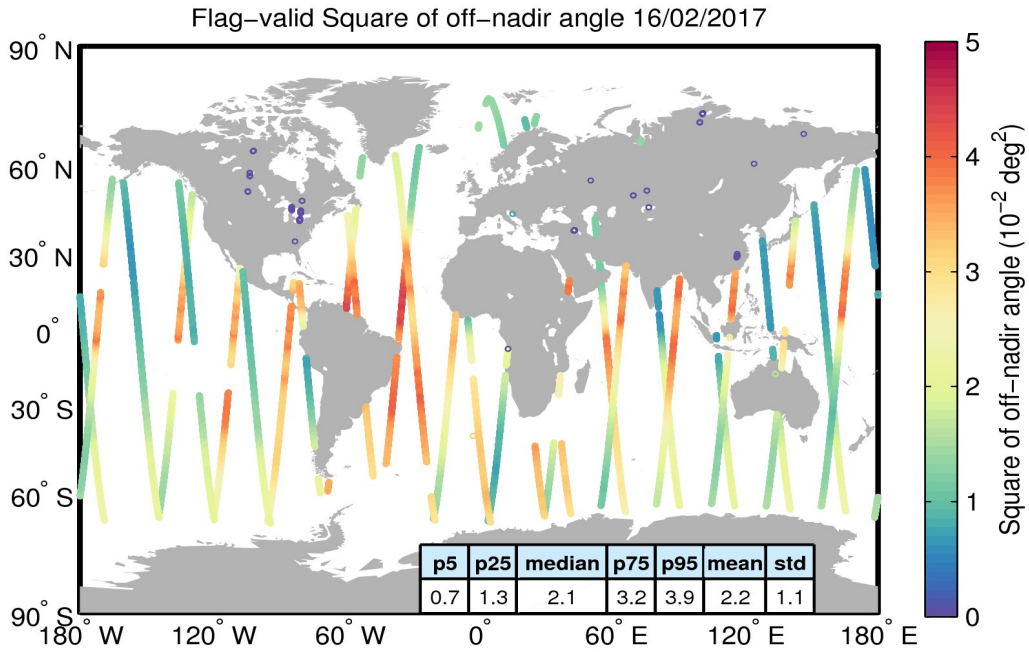 Flag−valid Square of off−nadir angle 16/02/2017
90° N
60° N
30° N
0°
30° S
60° S
90° S
180° W
120° W
60° W
0°
60° E
120° E
180° E
p5 p25 median p75 p95 mean std
0.7 1.3 2.1 3.2 3.9 2.2 1.1
5
4
3
2
1
0
Square of off−nadir angle (10⁻² deg²)